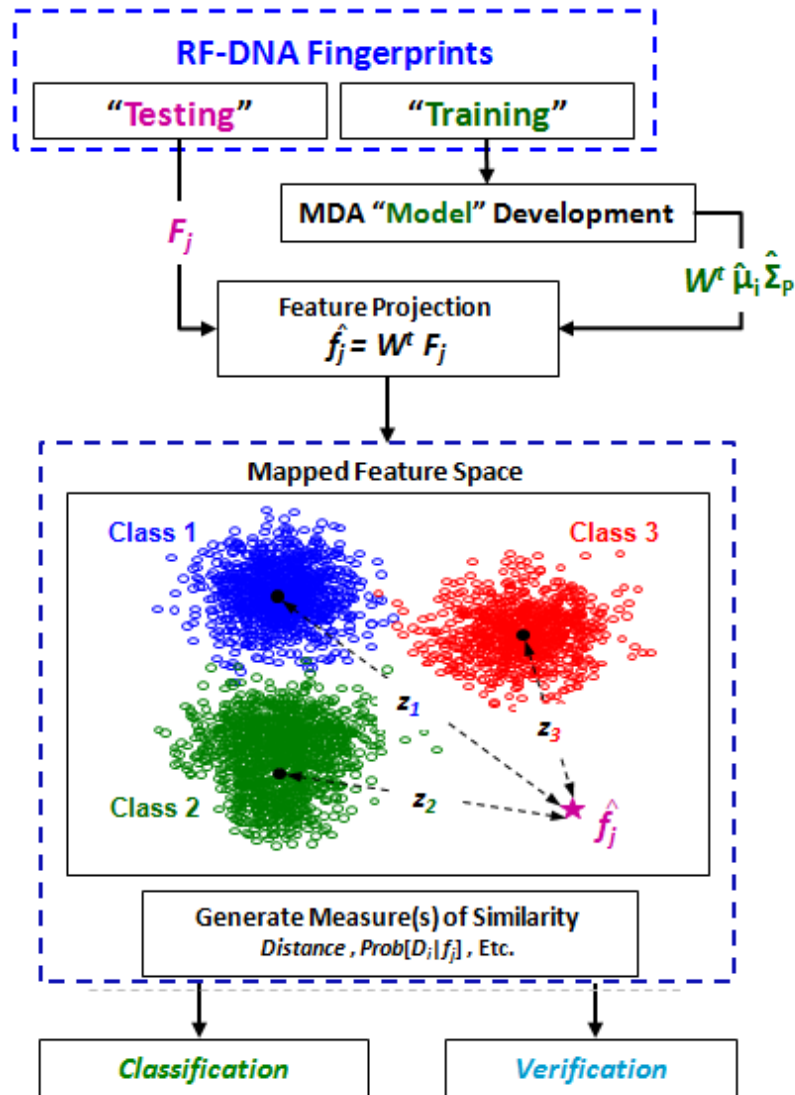 RF-DNA Fingerprints
“Testing”
“Training”
MDA “Model” Development
F_j
W^t μ̂_i Σ̂_P
Feature Projection
f̂_j = W^t F_j
Mapped Feature Space
Class 1
Class 3
z_1
z_3
z_2
Class 2
f̂_j
Generate Measure(s) of Similarity
Distance , Prob[D_i|f_j] , Etc.
Classification
Verification